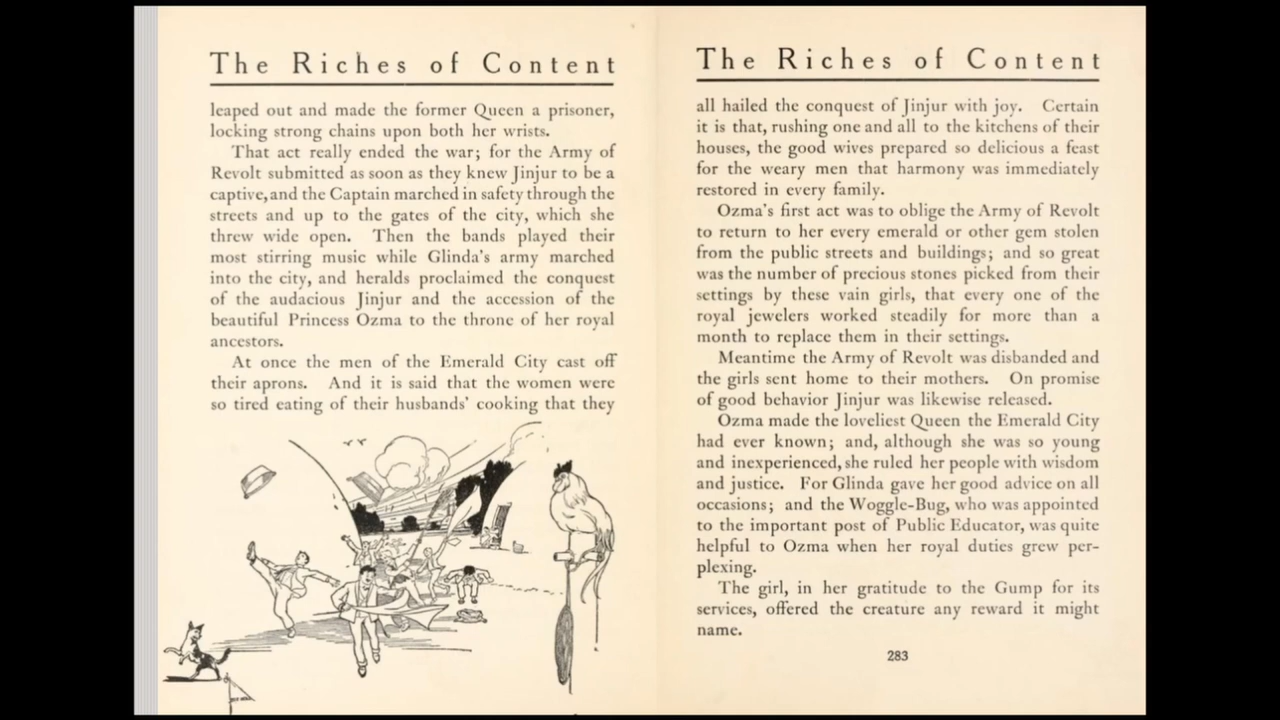 The Riches of Content
leaped out and made the former Queen a prisoner,
locking strong chains upon both her wrists.
That act really ended the war; for the Army of
Revolt submitted as soon as they knew Jinjur to be a
captive, and the Captain marched in safety through the
streets and up to the gates of the city, which she
threw wide open. Then the bands played their
most stirring music while Glinda's army marched
into the city, and heralds proclaimed the conquest
of the audacious Jinjur and the accession of the
beautiful Princess Ozma to the throne of her royal
ancestors.
At once the men of the Emerald City cast off
their aprons. And it is said that the women were
so tired eating of their husbands' cooking that they
The Riches of Content
all hailed the conquest of Jinjur with joy. Certain
it is that, rushing one and all to the kitchens of their
houses, the good wives prepared so delicious a feast
for the weary men that harmony was immediately
restored in every family.
Ozma's first act was to oblige the Army of Revolt
to return to her every emerald or other gem stolen
from the public streets and buildings; and so great
was the number of precious stones picked from their
settings by these vain girls, that every one of the
royal jewelers worked steadily for more than a
month to replace them in their settings.
Meantime the Army of Revolt was disbanded and
the girls sent home to their mothers. On promise
of good behavior Jinjur was likewise released.
Ozma made the loveliest Queen the Emerald City
had ever known; and, although she was so young
and inexperienced, she ruled her people with wisdom
and justice. For Glinda gave her good advice on all
occasions; and the Woggle-Bug, who was appointed
to the important post of Public Educator, was quite
helpful to Ozma when her royal duties grew per-
plexing.
The girl, in her gratitude to the Gump for its
services, offered the creature any reward it might
name.
283